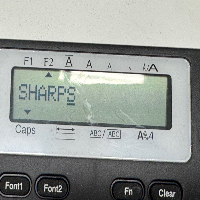 F1 F2 A A A A A/A
SHARPS
Caps ABC/ABC A%A
Font1 Font2 Fn Clear